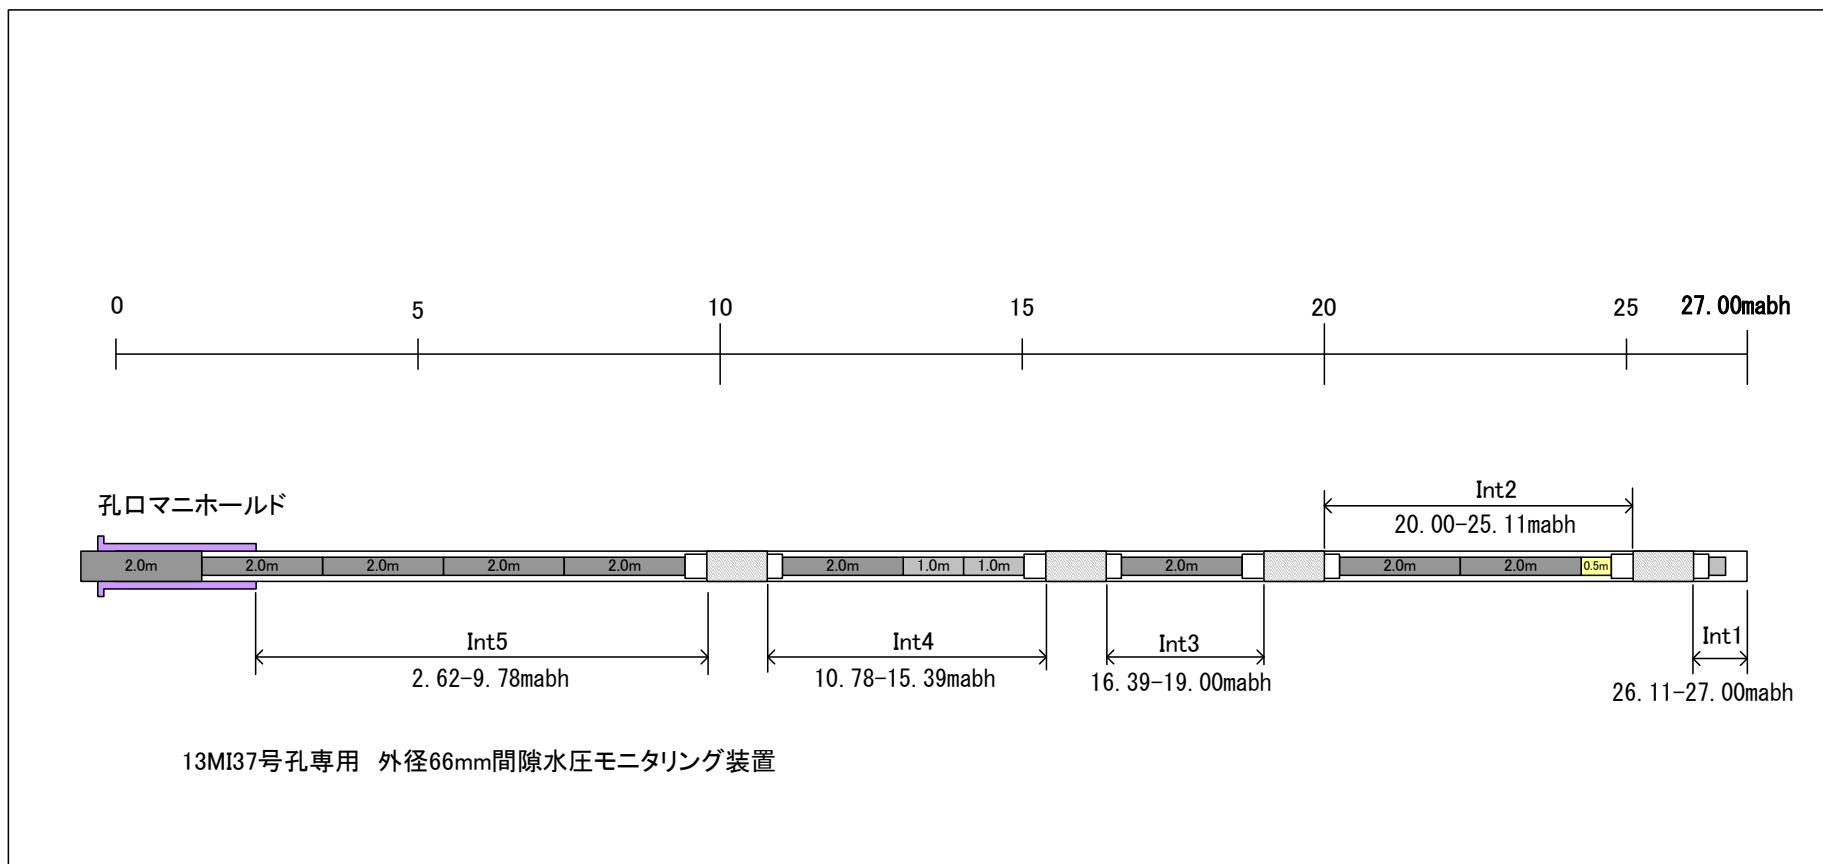 0 5 10 15 20 25 27.00mabh
孔口マニホールド
Int2
20.00-25.11mabh
2.0m 2.0m 2.0m 2.0m 2.0m 2.0m 1.0m 1.0m 2.0m 2.0m 2.0m 0.5m
Int5
2.62-9.78mabh
Int4
10.78-15.39mabh
Int3
16.39-19.00mabh
Int1
26.11-27.00mabh
13MI37号孔専用 外径66mm間隙水圧モニタリング装置